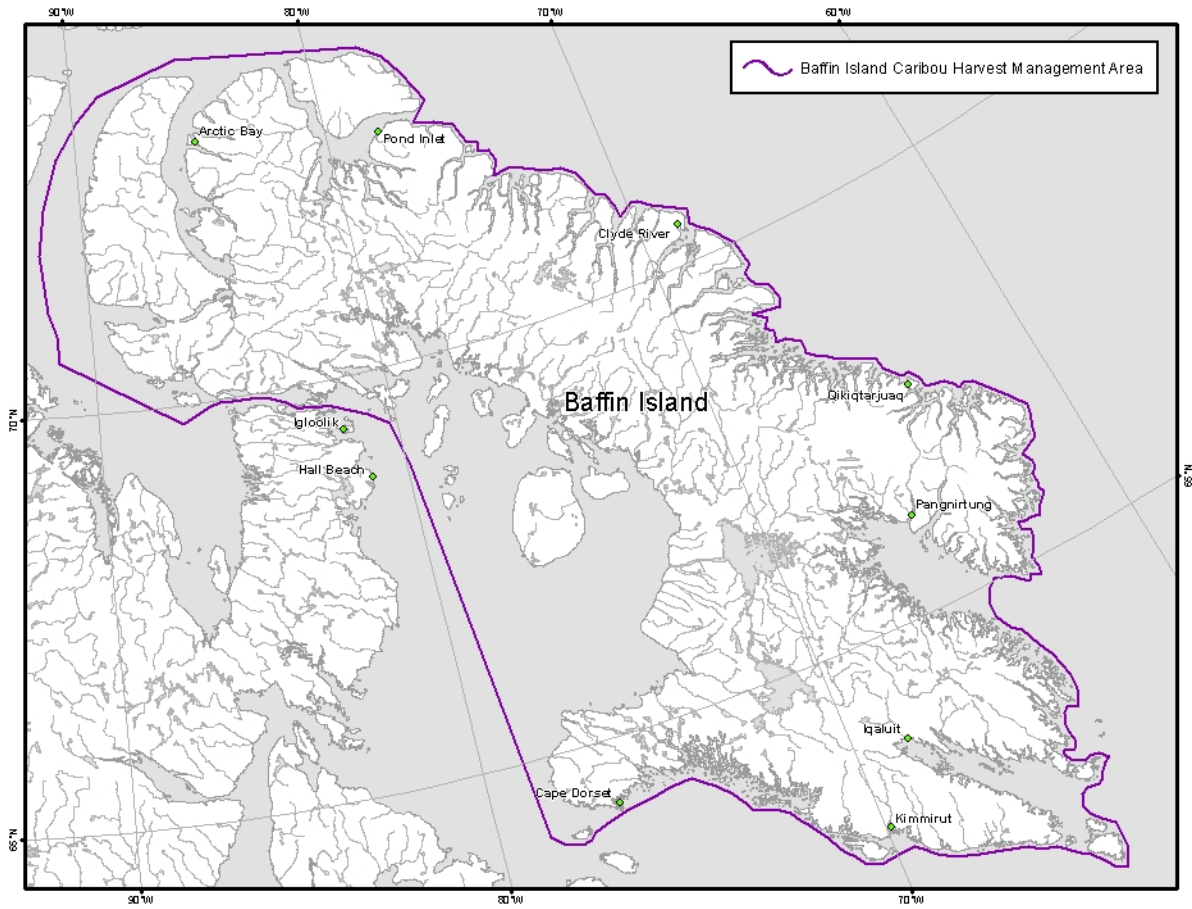 90°W
80°W
70°W
60°W
Baffin Island Caribou Harvest Management Area
Arctic Bay
Pond Inlet
Clyde River
Baffin Island
Qikiqtarjuaq
70°N
Igloolik
Hall Beach
65°N
Pangnirtung
Iqaluit
Cape Dorset
Kimmirut
65°N
90°W
80°W
70°W